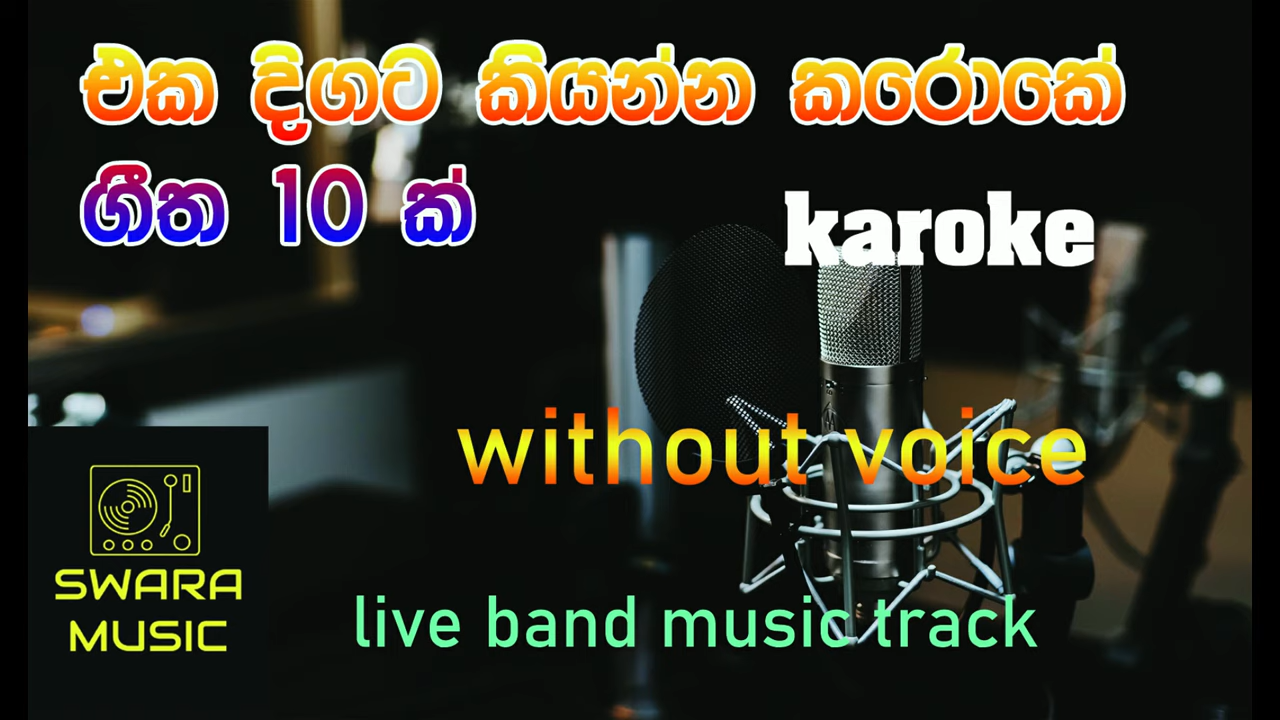 එක දිගට කියන්න කරොකේ
ගීත 10 ක්
karoke
without voice
SWARA
MUSIC
live band music track